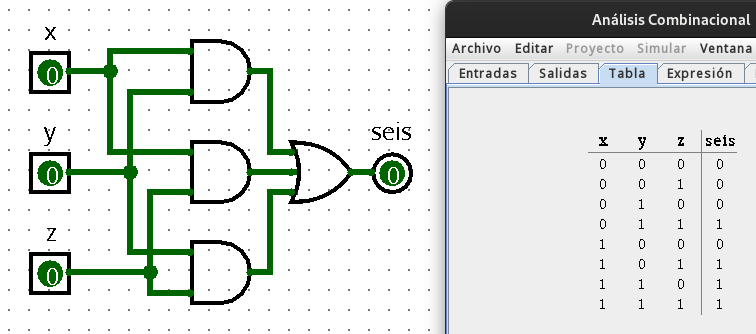 x
0
y
0
z
0
seis
0
Análisis Combinacional
Archivo Editar Proyecto Simular Ventana
Entradas Salidas Tabla Expresión
x y z seis
0 0 0 0
0 0 1 0
0 1 0 0
0 1 1 1
1 0 0 0
1 0 1 1
1 1 0 1
1 1 1 1